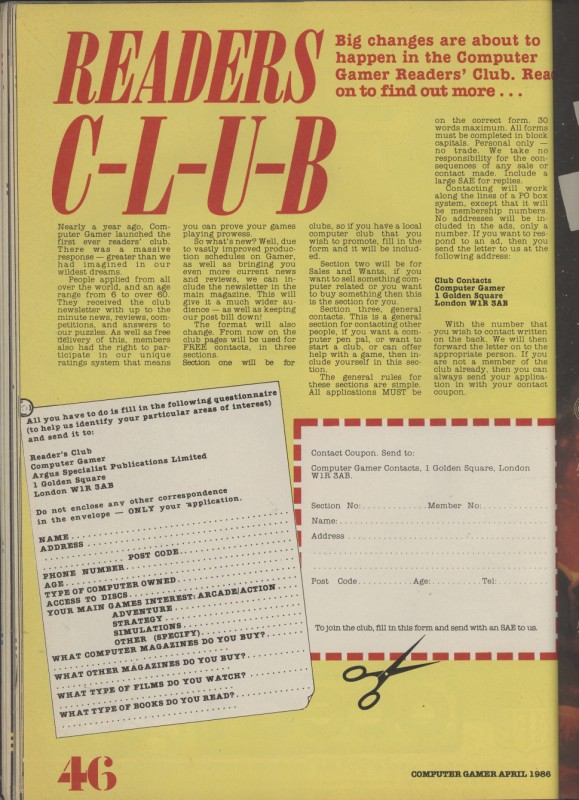 READERS
C-L-U-B
Big changes are about to
happen in the Computer
Gamer Readers' Club. Read
on to find out more . . .
Nearly a year ago, Com-
puter Gamer launched the
first ever readers' club.
There was a massive
response — greater than we
had imagined in our
wildest dreams.
People applied from all
over the world, and an age
range from 6 to over 60.
They received the club
newsletter with up to the
minute news, reviews, com-
petitions, and answers to
our puzzles. As well as free
delivery of this, members
also had the right to par-
ticipate in our unique
ratings system that means
you can prove your games
playing prowess.
So what's new? Well, due
to vastly improved produc-
tion schedules on Gamer,
as well as bringing you
even more current news
and reviews, we can in-
clude the newsletter in the
main magazine. This will
give it a much wider au-
dience — as well as keeping
our post bill down!
The format will also
change. From now on the
club pages will be used for
FREE contacts, in three
sections.
Section one will be for
clubs, so if you have a local
computer club that you
wish to promote, fill in the
form and it will be includ-
ed.
Section two will be for
Sales and Wants, if you
want to sell something com-
puter related or you want
to buy something then this
is the section for you.
Section three, general
contacts. This is a general
section for contacting other
people, if you want a com-
puter pen pal, or want to
start a club, or can offer
help with a game, then in-
clude yourself in this sec-
tion.
The general rules for
these sections are simple.
All applications MUST be
on the correct form. 30
words maximum. All forms
must be completed in block
capitals. Personal only —
no trade. We take no
responsibility for the con-
sequences of any sale or
contact made. Include a
large SAE for replies.
Contacting will work
along the lines of a PO box
system, except that it will
be membership numbers.
No addresses will be in-
cluded in the ads, only a
number. If you want to res-
pond to an ad, then you
send the letter to us at the
following address:
Club Contacts
Computer Gamer
1 Golden Square
London W1R 3AB
With the number that
you wish to contact written
on the back. We will then
forward the letter on to the
appropriate person. If you
are not a member of the
club already, then you can
always send your applica-
tion in with your contact
coupon.
All you have to do is fill in the following questionnaire
(to help us identify your particular areas of interest)
and send it to:
Reader's Club
Computer Gamer
Argus Specialist Publications Limited
1 Golden Square
London W1R 3AB
Do not enclose any other correspondence
in the envelope — ONLY your application.
NAME
ADDRESS
POST CODE
PHONE NUMBER
AGE
TYPE OF COMPUTER OWNED
ACCESS TO DISCS
YOUR MAIN GAMES INTEREST: ARCADE/ACTION
ADVENTURE
STRATEGY
SIMULATIONS
OTHER (SPECIFY)
WHAT COMPUTER MAGAZINES DO YOU BUY?
WHAT OTHER MAGAZINES DO YOU BUY?
WHAT TYPE OF FILMS DO YOU WATCH?
WHAT TYPE OF BOOKS DO YOU READ?
Contact Coupon. Send to:
Computer Gamer Contacts, 1 Golden Square, London
W1R 3AB.
Section No: Member No:
Name:
Address
Post Code Age: Tel:
To join the club, fill in this form and send with an SAE to us.
46
COMPUTER GAMER APRIL 1986